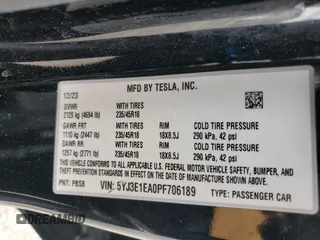 MFD BY TESLA, INC.
12/23
GVWR WITH TIRES
2129 kg (4694 lb) 235/45R18
GAWR FRT WITH TIRES RIM COLD TIRE PRESSURE
1110 kg (2447 lb) 235/45R18 18X8.5J 290 kPa, 42 psi
GAWR RR WITH TIRES RIM COLD TIRE PRESSURE
1257 kg (2771 lb) 235/45R18 18X8.5J 290 kPa, 42 psi
THIS VEHICLE CONFORMS TO ALL APPLICABLE FEDERAL
MOTOR VEHICLE SAFETY, BUMPER, AND THEFT PREVENTION
STANDARDS IN EFFECT ON THE DATE OF MANUFACTURE SHOWN ABOVE.
PNT: PBSB VIN: 5YJ3E1EA0PF706189 TYPE: PASSENGER CAR
© IDRIVEAMD